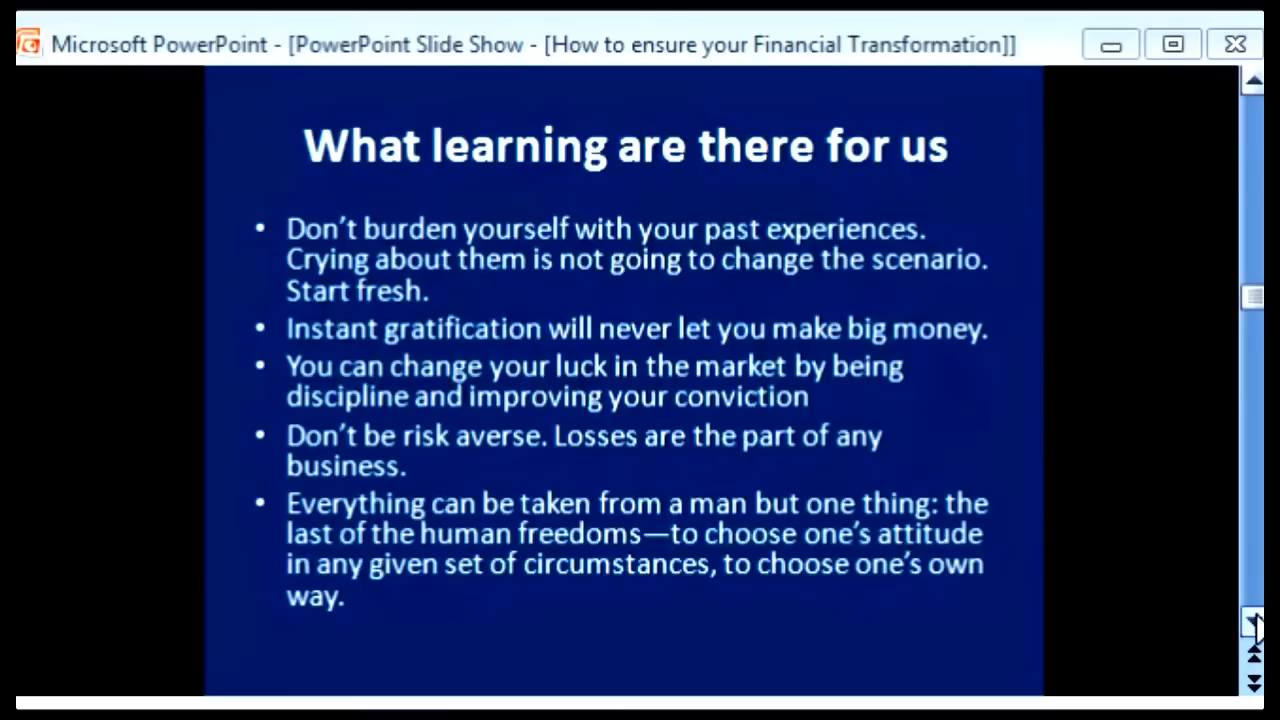 Microsoft PowerPoint - [PowerPoint Slide Show - [How to ensure your Financial Transformation]]
What learning are there for us
• Don't burden yourself with your past experiences.
Crying about them is not going to change the scenario.
Start fresh.
• Instant gratification will never let you make big money.
• You can change your luck in the market by being
discipline and improving your conviction
• Don't be risk averse. Losses are the part of any
business.
• Everything can be taken from a man but one thing: the
last of the human freedoms—to choose one's attitude
in any given set of circumstances, to choose one's own
way.